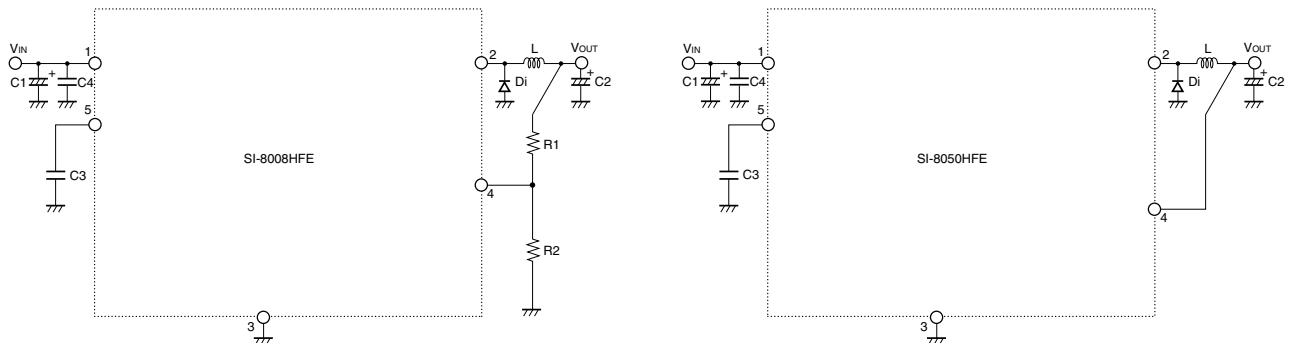 VIN
1
C1
+
C4
5
C3
SI-8008HFE
3
2
L
VOUT
Di
+
C2
R1
4
R2
VIN
1
C1
+
C4
5
C3
SI-8050HFE
3
2
L
VOUT
Di
+
C2
4